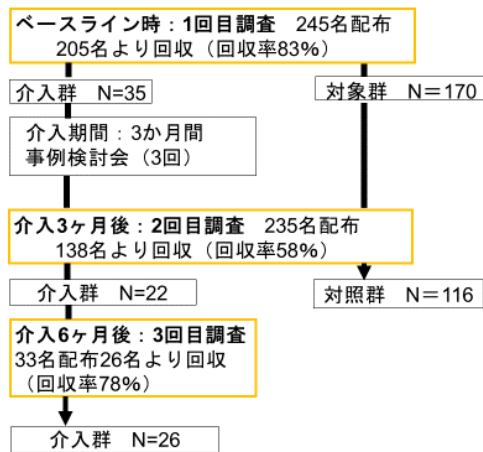 ベースライン時：1回目調査　245名配布
205名より回収（回収率83%）
介入群　N=35
対象群　N＝170
介入期間：3か月間
事例検討会（3回）
介入3ヶ月後：2回目調査　235名配布
138名より回収（回収率58%）
介入群　N=22
対照群　N＝116
介入6ヶ月後：3回目調査
33名配布26名より回収
（回収率78%）
介入群　N=26